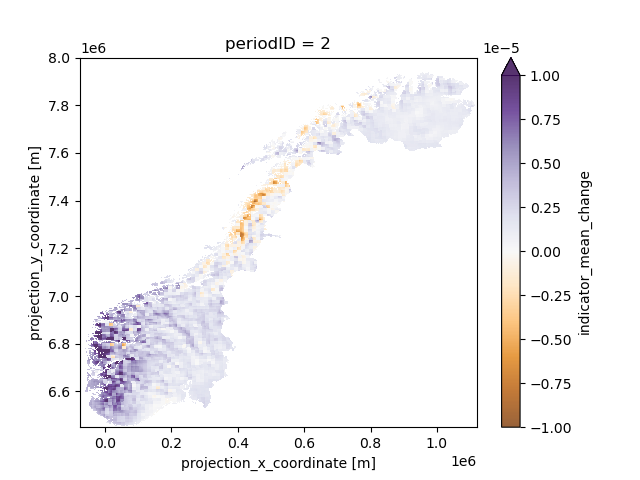 periodID = 2
1e6
1e−5
8.0
7.8
7.6
7.4
7.2
7.0
6.8
6.6
projection_y_coordinate [m]
0.0 0.2 0.4 0.6 0.8 1.0
projection_x_coordinate [m]
1e6
1.00
0.75
0.50
0.25
0.00
−0.25
−0.50
−0.75
−1.00
indicator_mean_change